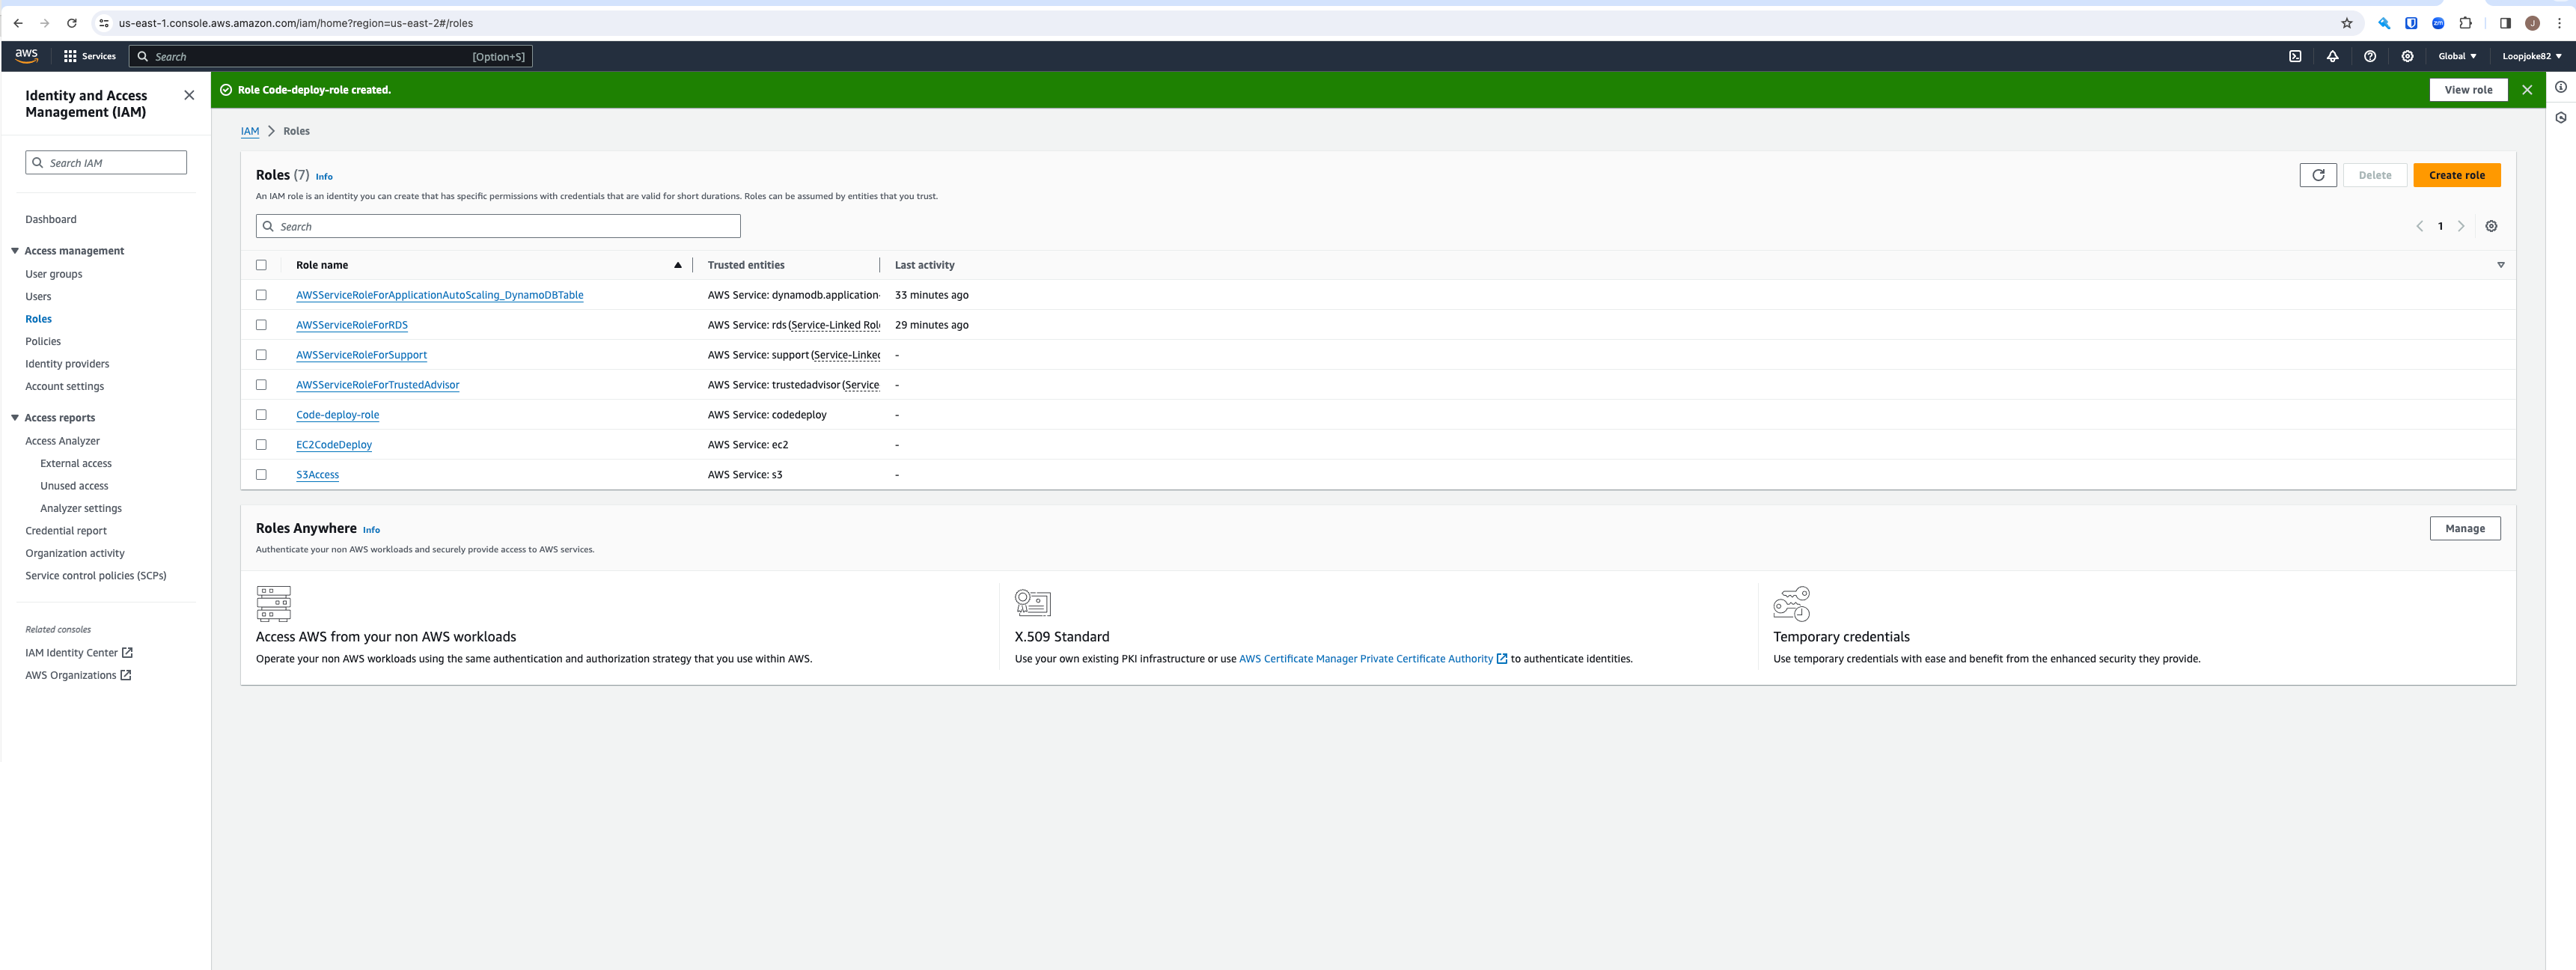 us-east-1.console.aws.amazon.com/iam/home?region=us-east-2#/roles
zm
J
aws
Services
Search
[Option+S]
Global
Loopjoke82
Identity and Access Management (IAM)
Search IAM
Dashboard
Access management
User groups
Users
Roles
Policies
Identity providers
Account settings
Access reports
Access Analyzer
External access
Unused access
Analyzer settings
Credential report
Organization activity
Service control policies (SCPs)
Related consoles
IAM Identity Center
AWS Organizations
Role Code-deploy-role created.
View role
IAM > Roles
Roles (7) Info
An IAM role is an identity you can create that has specific permissions with credentials that are valid for short durations. Roles can be assumed by entities that you trust.
Delete
Create role
Search
1
Role name Trusted entities Last activity
AWSServiceRoleForApplicationAutoScaling_DynamoDBTable AWS Service: dynamodb.application- 33 minutes ago
AWSServiceRoleForRDS AWS Service: rds (Service-Linked Role 29 minutes ago
AWSServiceRoleForSupport AWS Service: support (Service-Linked -
AWSServiceRoleForTrustedAdvisor AWS Service: trustedadvisor (Service -
Code-deploy-role AWS Service: codedeploy -
EC2CodeDeploy AWS Service: ec2 -
S3Access AWS Service: s3 -
Roles Anywhere Info
Authenticate your non AWS workloads and securely provide access to AWS services.
Manage
Access AWS from your non AWS workloads
Operate your non AWS workloads using the same authentication and authorization strategy that you use within AWS.
X.509 Standard
Use your own existing PKI infrastructure or use AWS Certificate Manager Private Certificate Authority to authenticate identities.
Temporary credentials
Use temporary credentials with ease and benefit from the enhanced security they provide.